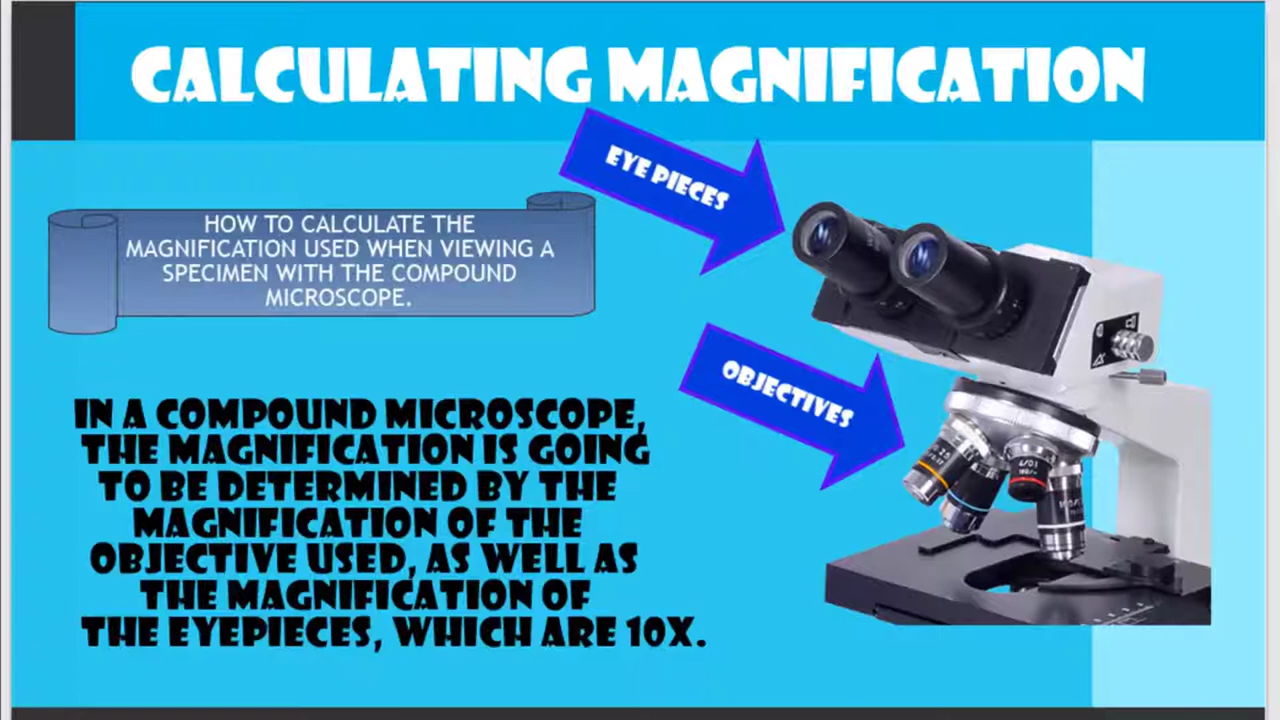 CALCULATING MAGNIFICATION
EYE PIECES
HOW TO CALCULATE THE
MAGNIFICATION USED WHEN VIEWING A
SPECIMEN WITH THE COMPOUND
MICROSCOPE.
OBJECTIVES
IN A COMPOUND MICROSCOPE,
THE MAGNIFICATION IS GOING
TO BE DETERMINED BY THE
MAGNIFICATION OF THE
OBJECTIVE USED, AS WELL AS
THE MAGNIFICATION OF
THE EYEPIECES, WHICH ARE 10X.